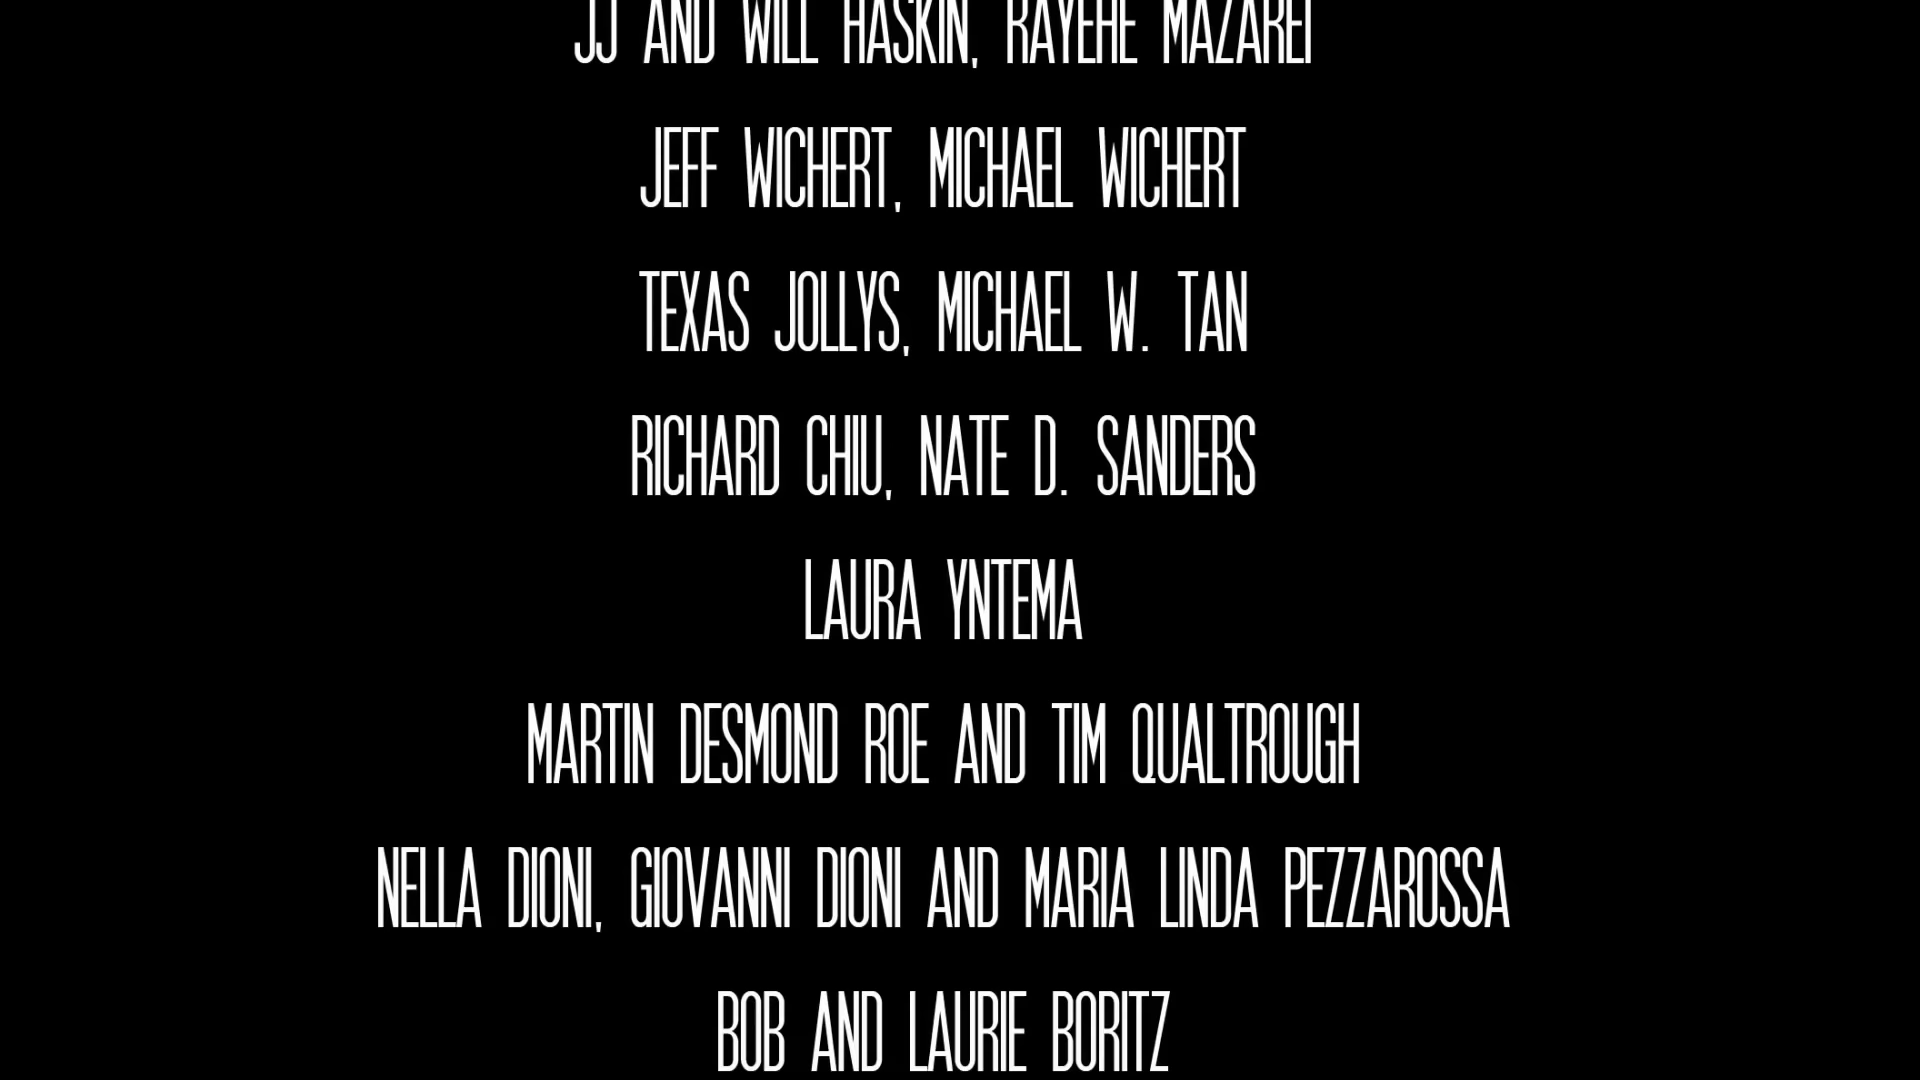 JJ AND WILL HASKIN, RAYEHE MAZAREI
JEFF WICHERT, MICHAEL WICHERT
TEXAS JOLLYS, MICHAEL W. TAN
RICHARD CHIU, NATE D. SANDERS
LAURA YNTEMA
MARTIN DESMOND ROE AND TIM QUALTROUGH
NELLA DIONI, GIOVANNI DIONI AND MARIA LINDA PEZZAROSSA
BOB AND LAURIE BORITZ